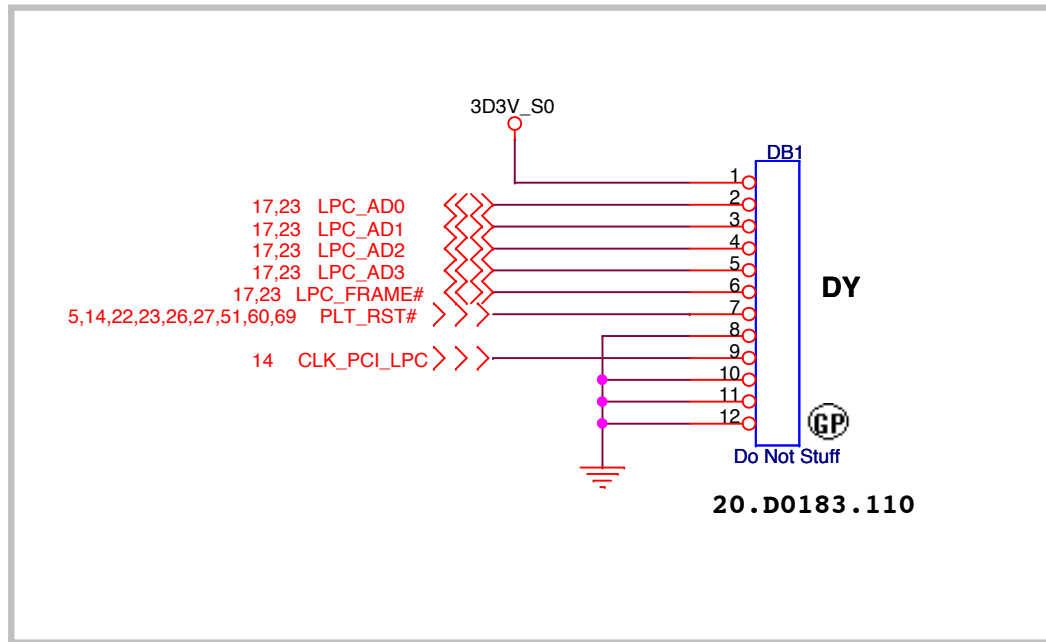 3D3V_S0
DB1
1
17,23 LPC_AD0 2
17,23 LPC_AD1 3
17,23 LPC_AD2 4
17,23 LPC_AD3 5
17,23 LPC_FRAME# 6
5,14,22,23,26,27,51,60,69 PLT_RST# 7
8
14 CLK_PCI_LPC 9
10
11
12
DY
GP
Do Not Stuff
20.D0183.110